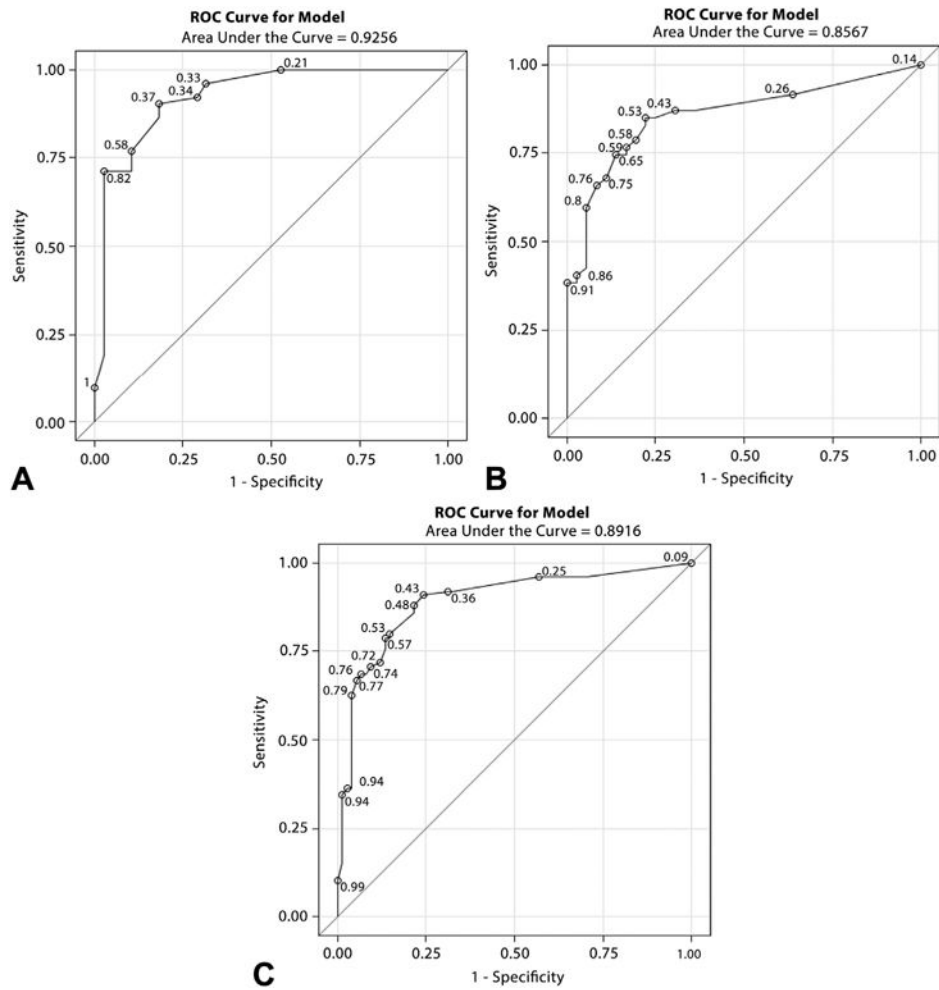 ROC Curve for Model
Area Under the Curve = 0.9256
1.00
0.75
0.50
0.25
0.00
Sensitivity
0.21
0.33
0.34
0.37
0.58
0.82
1
0.00 0.25 0.50 0.75 1.00
1 - Specificity
A
ROC Curve for Model
Area Under the Curve = 0.8567
1.00
0.75
0.50
0.25
0.00
Sensitivity
0.14
0.26
0.43
0.53
0.58
0.59
0.65
0.76
0.75
0.8
0.86
0.91
0.00 0.25 0.50 0.75 1.00
1 - Specificity
B
ROC Curve for Model
Area Under the Curve = 0.8916
1.00
0.75
0.50
0.25
0.00
Sensitivity
0.09
0.25
0.43
0.36
0.48
0.53
0.57
0.72
0.74
0.76
0.77
0.79
0.94
0.94
0.99
0.00 0.25 0.50 0.75 1.00
1 - Specificity
C